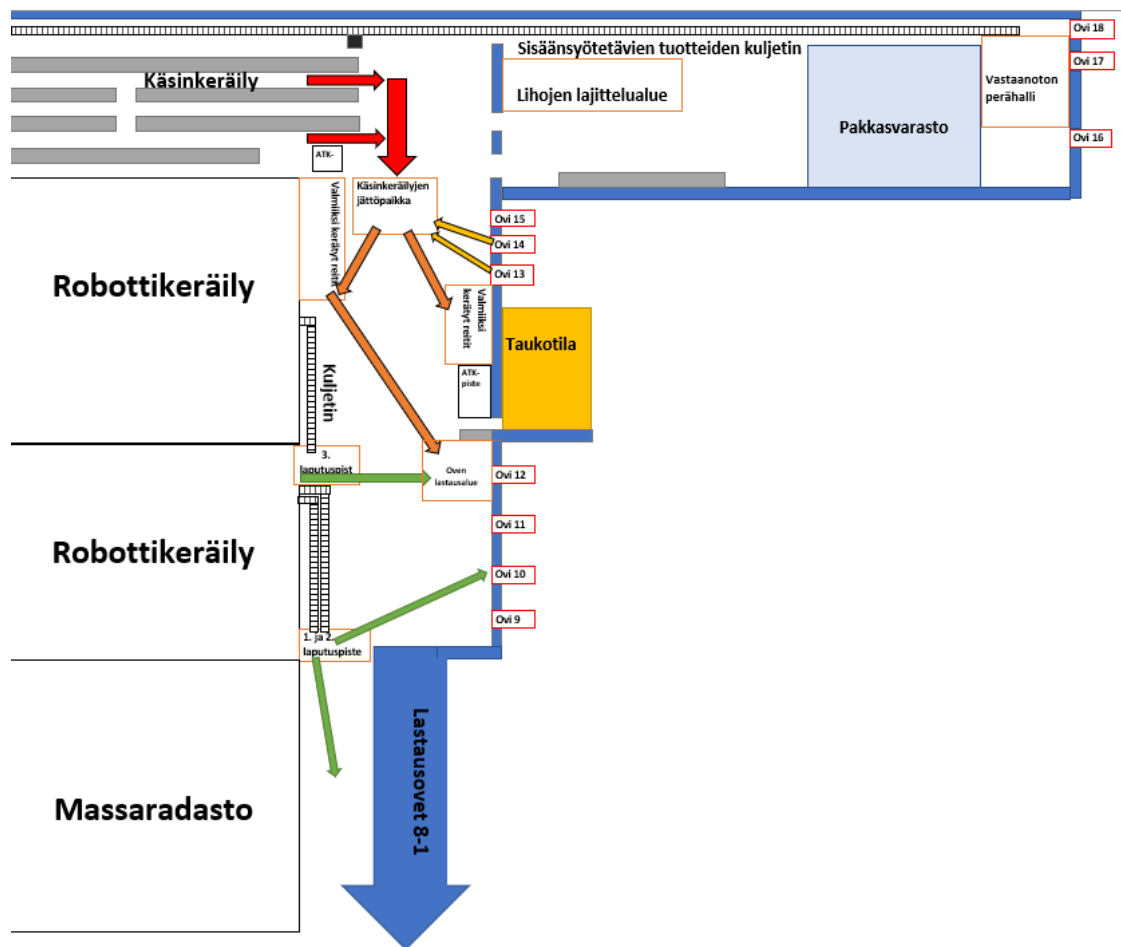 Ovi 18
Sisäänsyötetävien tuotteiden kuljetin
Ovi 17
Käsinkeräily
Vastaanoton
perähalli
Lihojen lajittelualue
Pakkasvarasto
Ovi 16
ATK-
Valmiiksi kerätyt reitit
Käsinkeräilyjen
jättöpaikka
Ovi 15
Ovi 14
Ovi 13
Robottikeräily
Valmiiksi
kerätyt reitit
Taukotila
ATK-
piste
Kuljetin
3.
laputuspist
Oven
lastausalue
Ovi 12
Ovi 11
Robottikeräily
Ovi 10
Ovi 9
1. ja 2.
laputuspiste
Lastausovet 8-1
Massaradasto